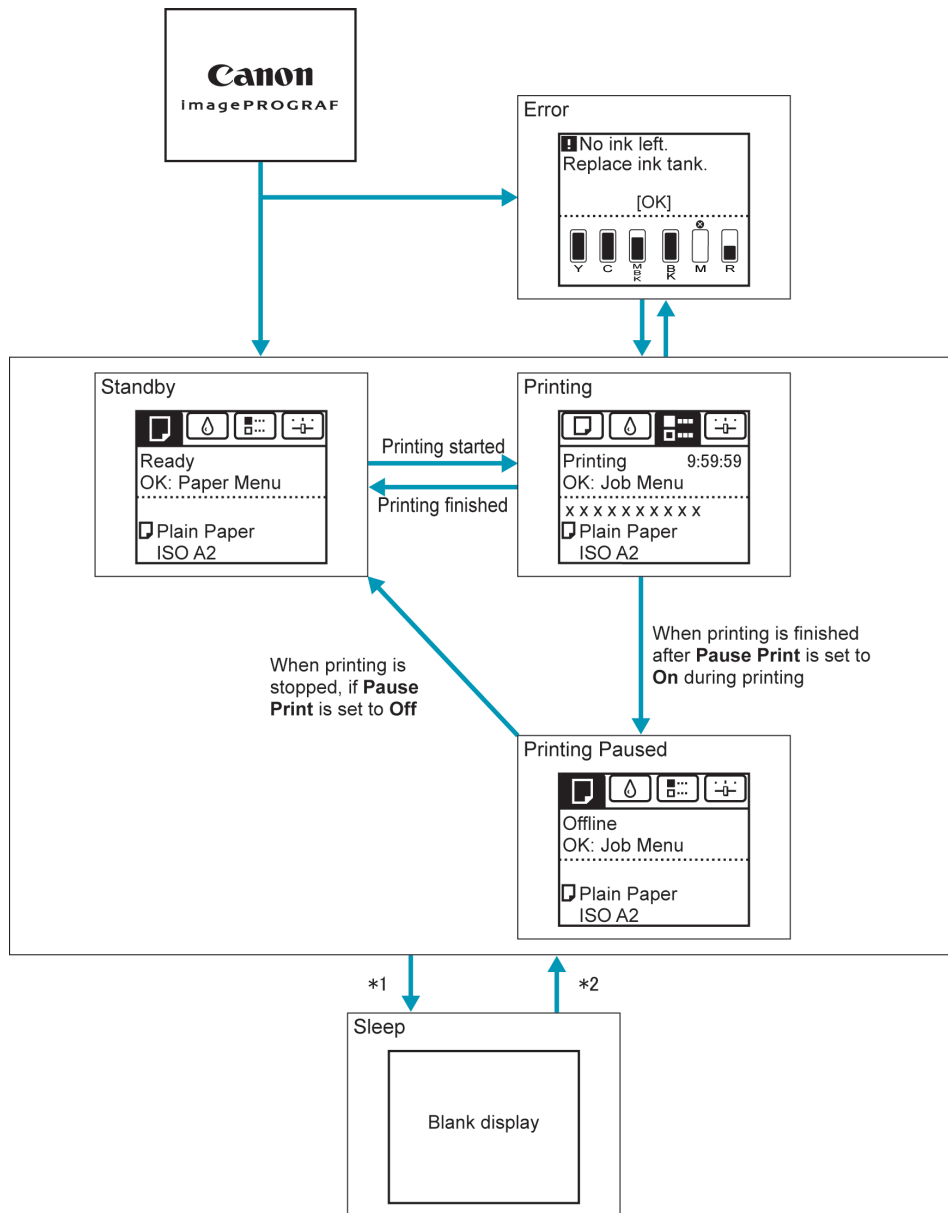 Canon
imagePROGRAF
Error
! No ink left.
Replace ink tank.
[OK]
Y C MBK BK M R
Standby
Ready
OK: Paper Menu
Plain Paper
ISO A2
Printing started
Printing finished
Printing
Printing 9:59:59
OK: Job Menu
x x x x x x x x x x
Plain Paper
ISO A2
When printing is
stopped, if Pause
Print is set to Off
When printing is finished
after Pause Print is set to
On during printing
Printing Paused
Offline
OK: Job Menu
Plain Paper
ISO A2
*1
*2
Sleep
Blank display